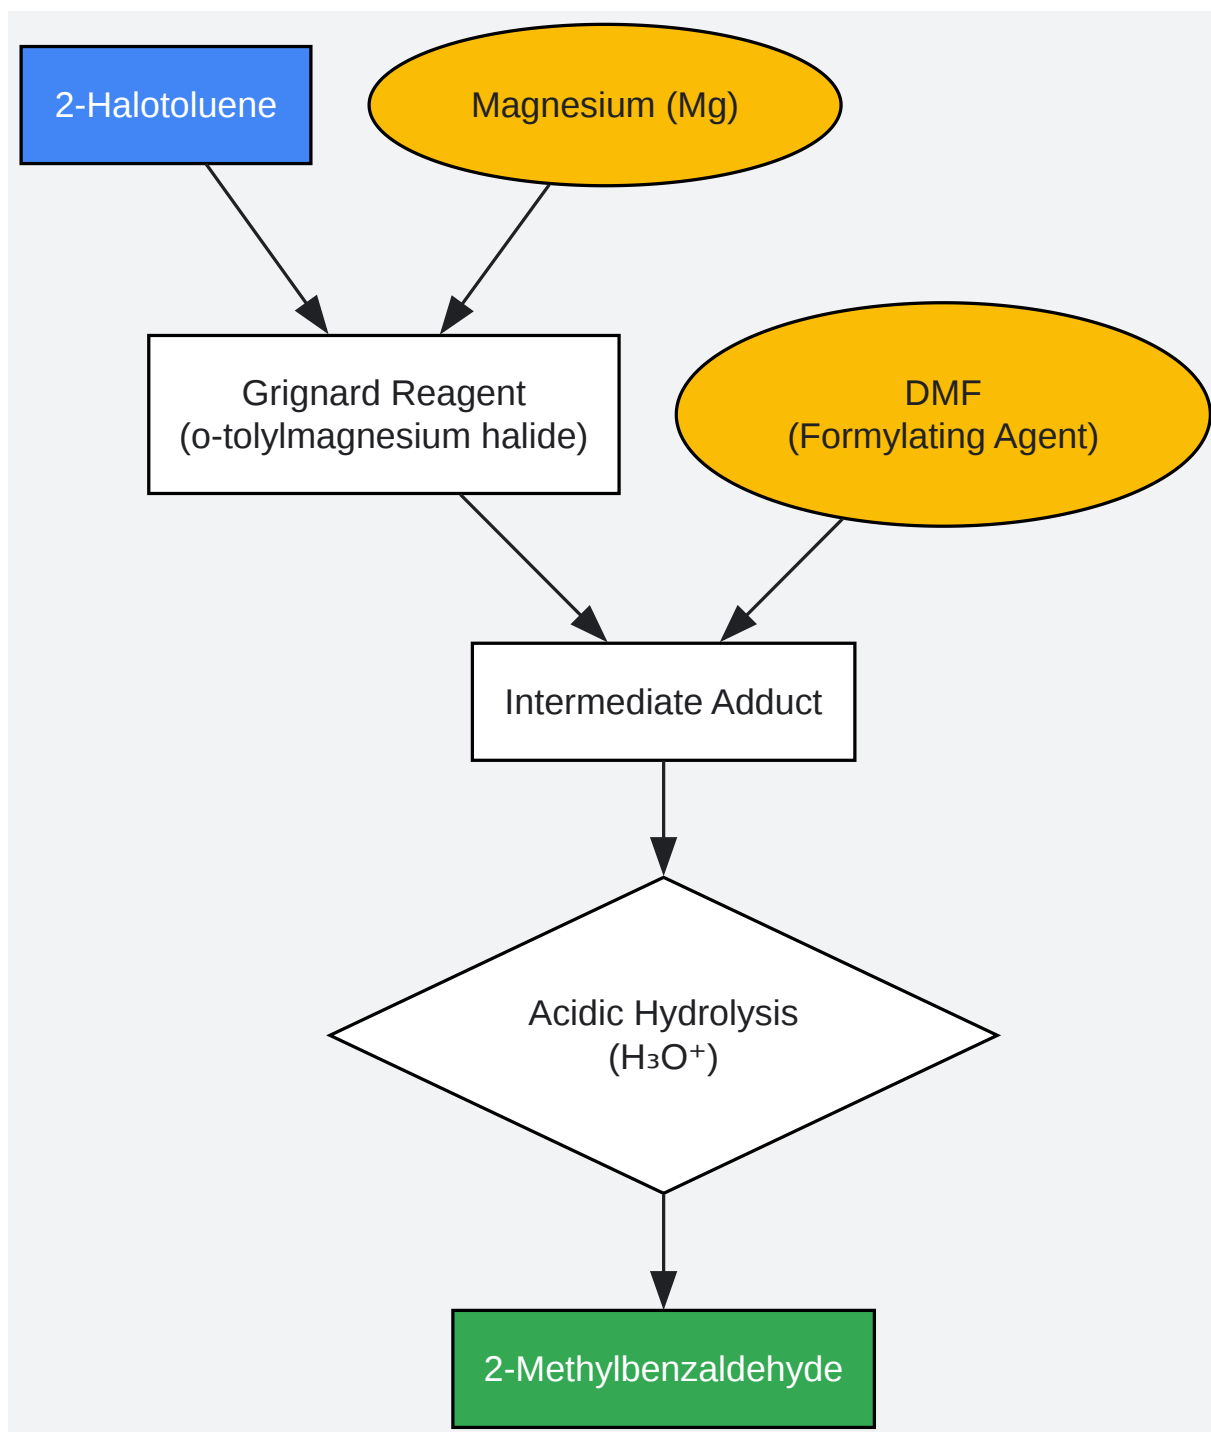 2-Halotoluene
Magnesium (Mg)
Grignard Reagent
(o-tolylmagnesium halide)
DMF
(Formylating Agent)
Intermediate Adduct
Acidic Hydrolysis
(H₃O⁺)
2-Methylbenzaldehyde